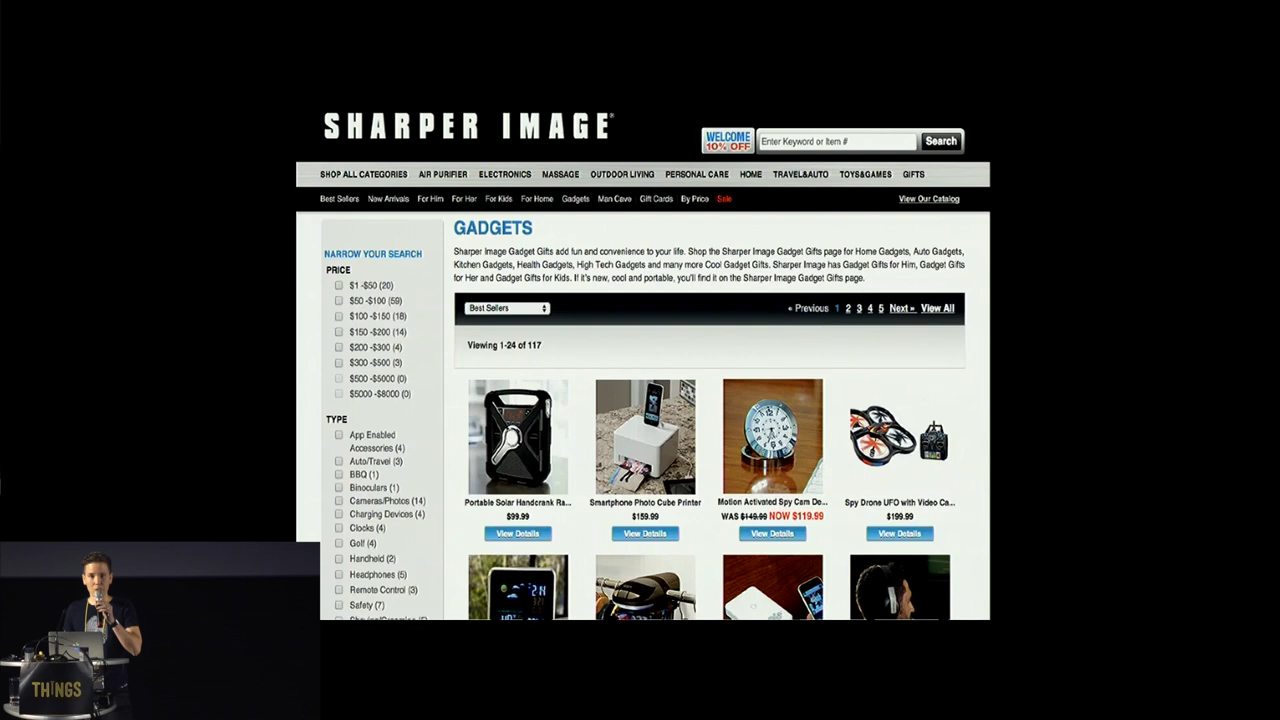 SHARPER IMAGE®
WELCOME
10% OFF
Enter Keyword or Item #
Search
SHOP ALL CATEGORIES AIR PURIFIER ELECTRONICS MASSAGE OUTDOOR LIVING PERSONAL CARE HOME TRAVEL&AUTO TOYS&GAMES GIFTS
Best Sellers New Arrivals For Him For Her For Kids For Home Gadgets Man Cave Gift Cards By Price Sale View Our Catalog
NARROW YOUR SEARCH
PRICE
$1 -$50 (20)
$50 -$100 (59)
$100 -$150 (18)
$150 -$200 (14)
$200 -$300 (4)
$300 -$500 (3)
$500 -$5000 (0)
$5000 -$8000 (0)
TYPE
App Enabled
Accessories (4)
Auto/Travel (3)
BBQ (1)
Binoculars (1)
Cameras/Photos (14)
Charging Devices (4)
Clocks (4)
Golf (4)
Handheld (2)
Headphones (5)
Remote Control (3)
Safety (7)
GADGETS
Sharper Image Gadget Gifts add fun and convenience to your life. Shop the Sharper Image Gadget Gifts page for Home Gadgets, Auto Gadgets,
Kitchen Gadgets, Health Gadgets, High Tech Gadgets and many more Cool Gadget Gifts. Sharper Image has Gadget Gifts for Him, Gadget Gifts
for Her and Gadget Gifts for Kids. If it's new, cool and portable, you'll find it on the Sharper Image Gadget Gifts page.
Best Sellers
« Previous 1 2 3 4 5 Next » View All
Viewing 1-24 of 117
Portable Solar Handcrank Ra...
$99.99
View Details
Smartphone Photo Cube Printer
$159.99
View Details
Motion Activated Spy Cam De...
WAS $149.99 NOW $119.99
View Details
Spy Drone UFO with Video Ca...
$199.99
View Details
THINGS